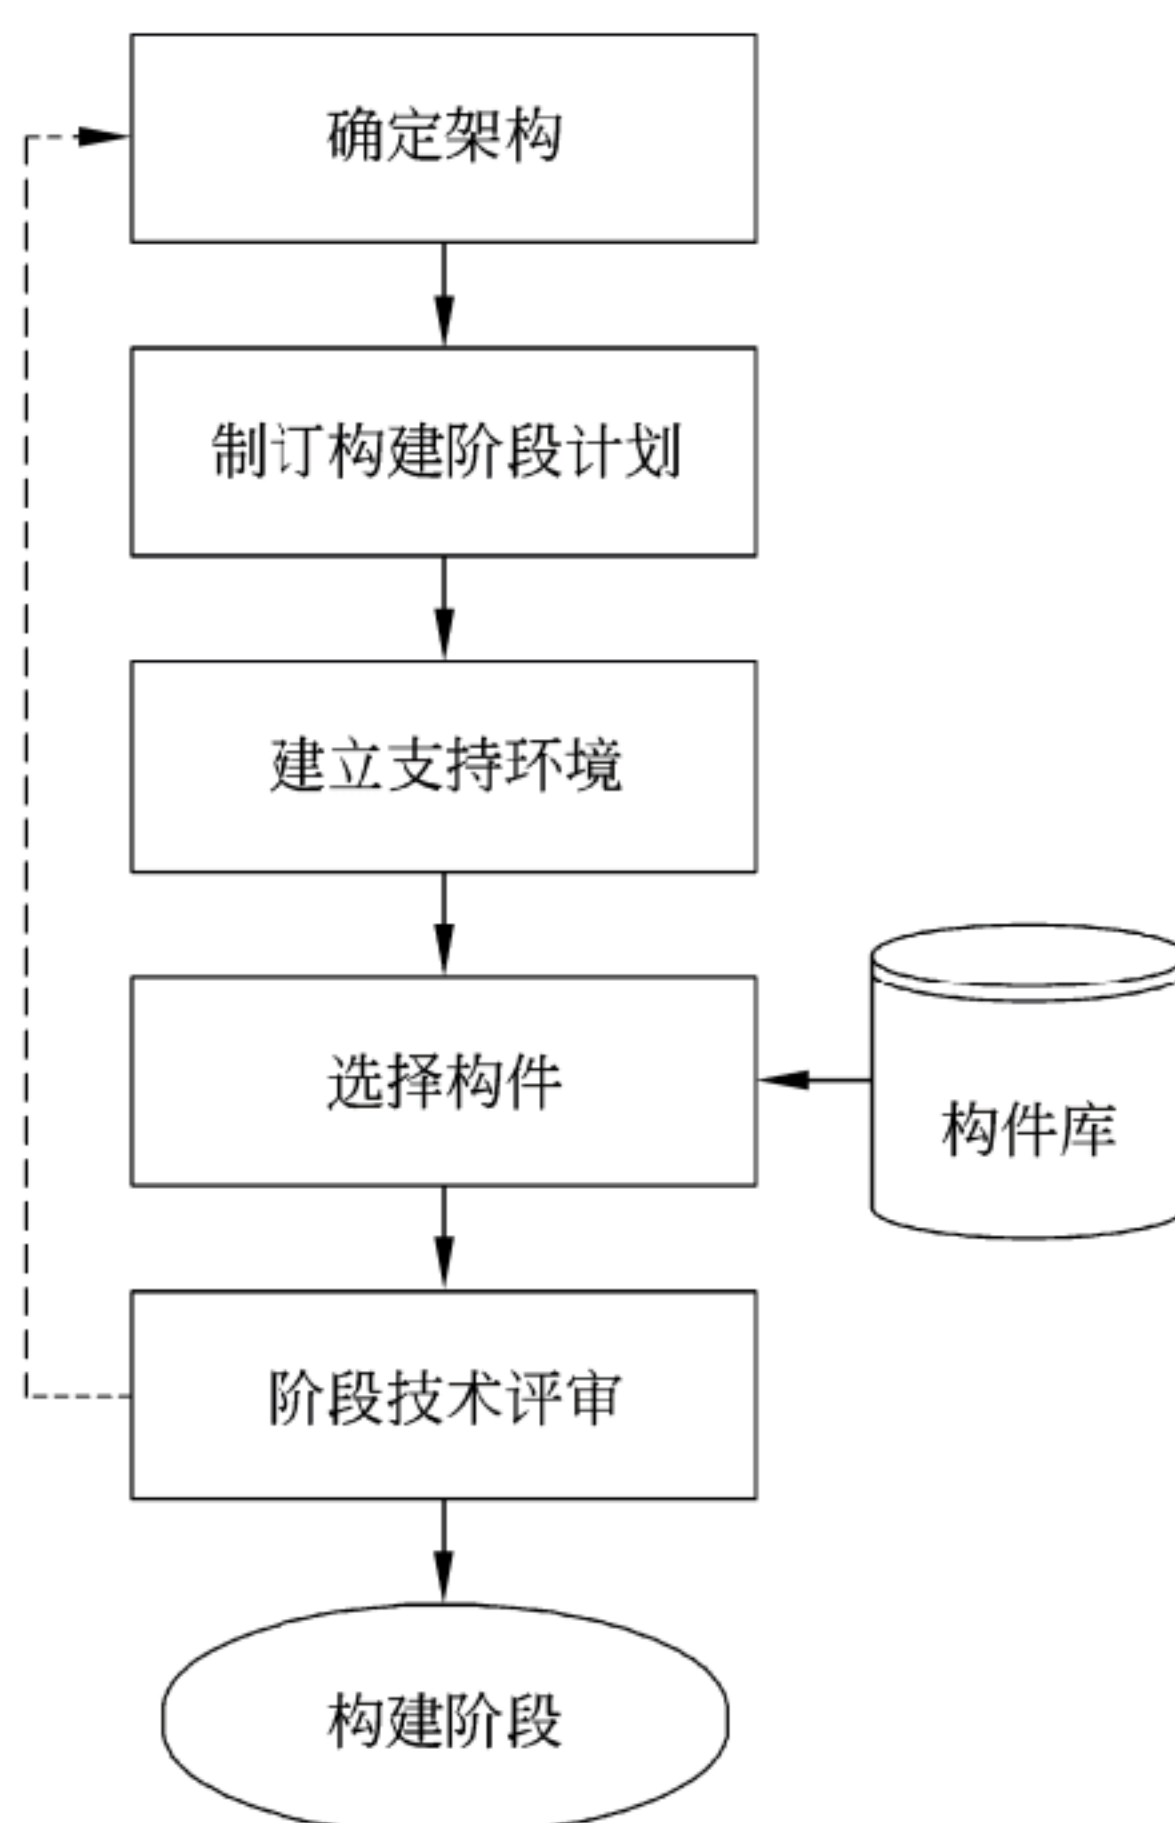 确定架构
制订构建阶段计划
建立支持环境
选择构件
构件库
阶段技术评审
构建阶段